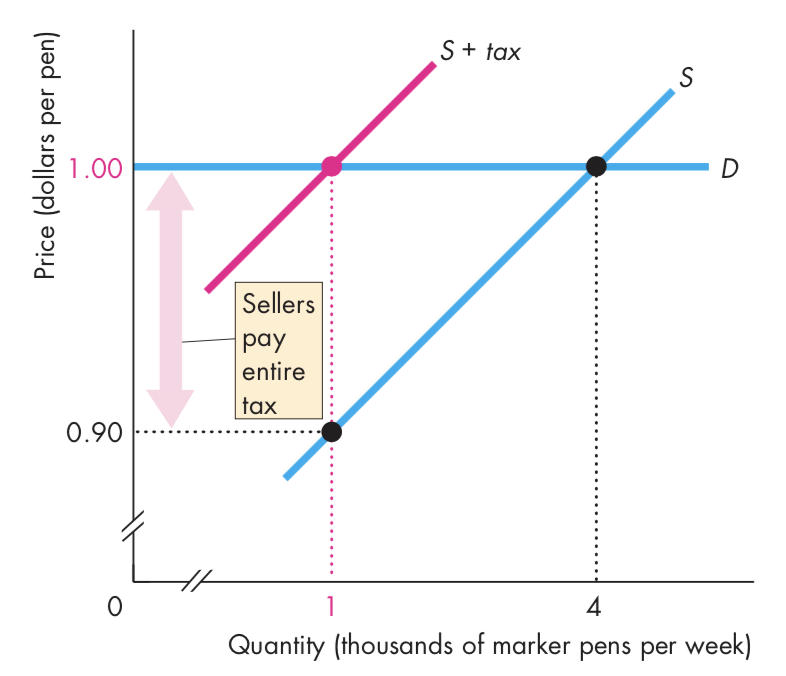 Price (dollars per pen)
S + tax
S
1.00
D
Sellers
pay
entire
tax
0.90
0
1
4
Quantity (thousands of marker pens per week)